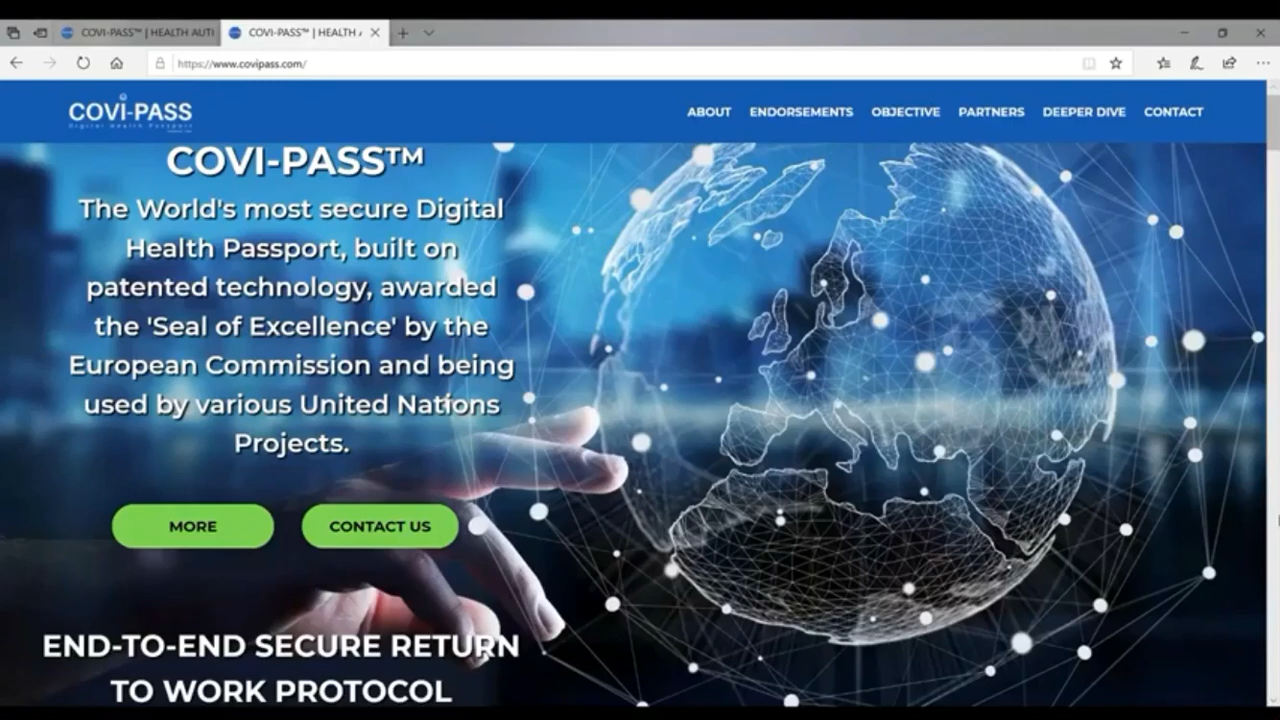 COVI-PASS™ | HEALTH AUTI
COVI-PASS™ | HEALTH A
https://www.covipass.com/
COVI-PASS
Digital Health Passport
ABOUT ENDORSEMENTS OBJECTIVE PARTNERS DEEPER DIVE CONTACT
COVI-PASS™
The World's most secure Digital
Health Passport, built on
patented technology, awarded
the 'Seal of Excellence' by the
European Commission and being
used by various United Nations
Projects.
MORE CONTACT US
END-TO-END SECURE RETURN
TO WORK PROTOCOL